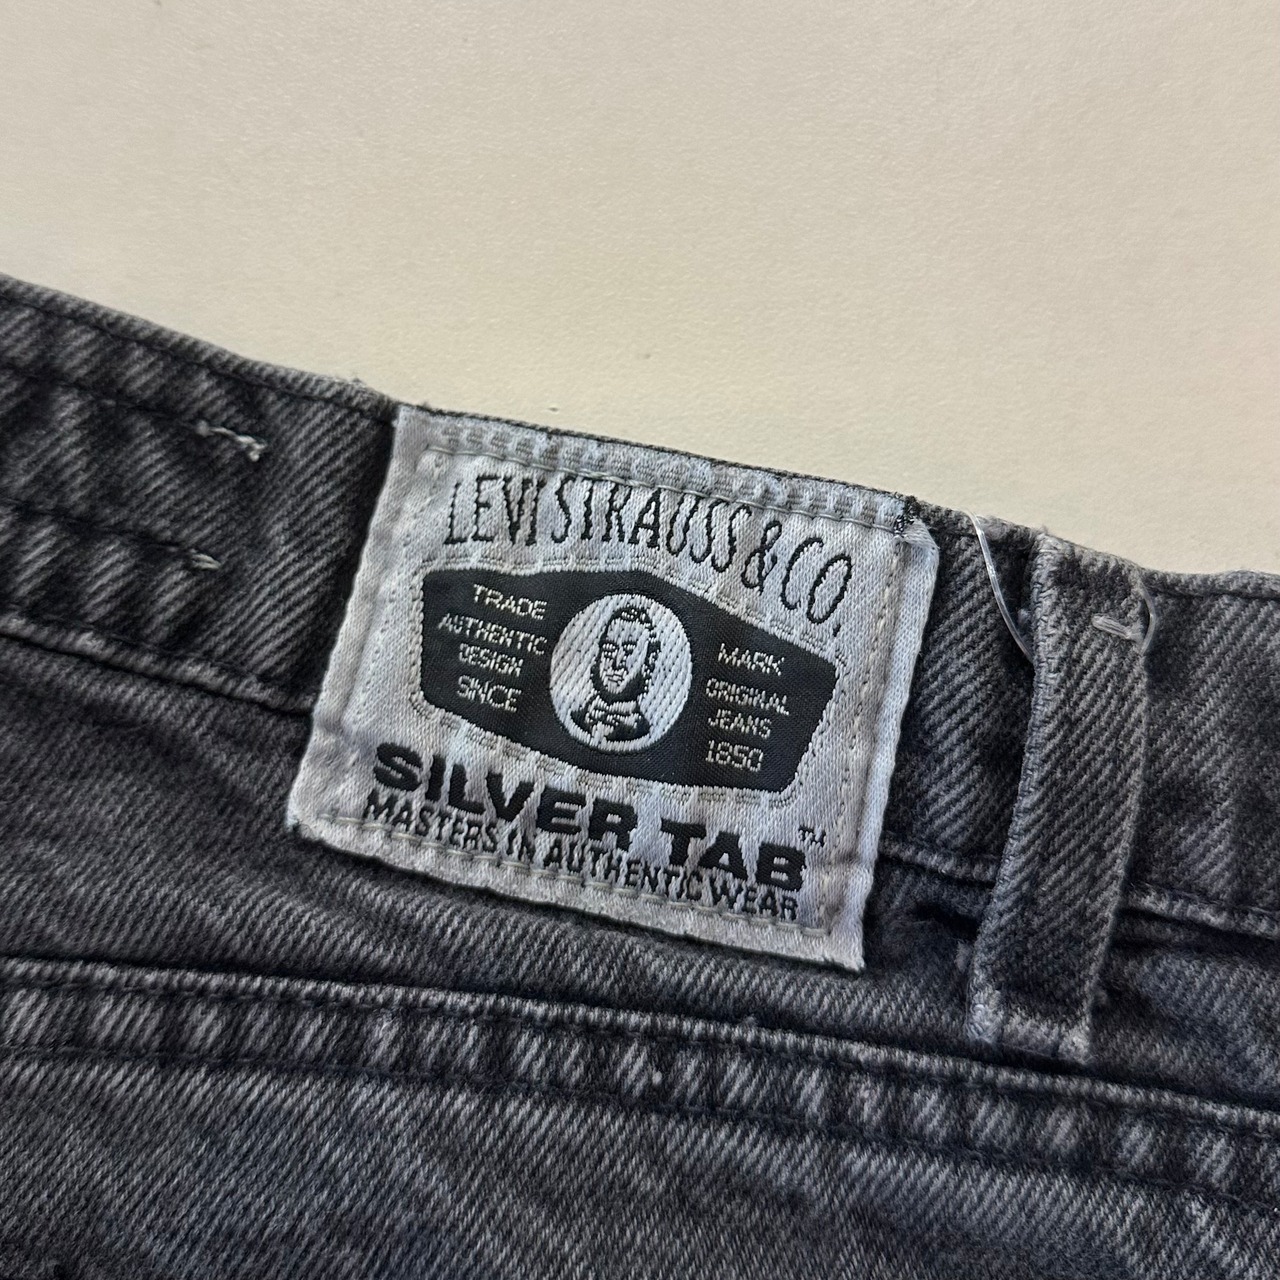 LEVI STRAUSS & CO.
TRADE MARK
AUTHENTIC ORIGINAL
DESIGN JEANS
SINCE 1850
SILVER TAB™
MASTERS IN AUTHENTIC WEAR